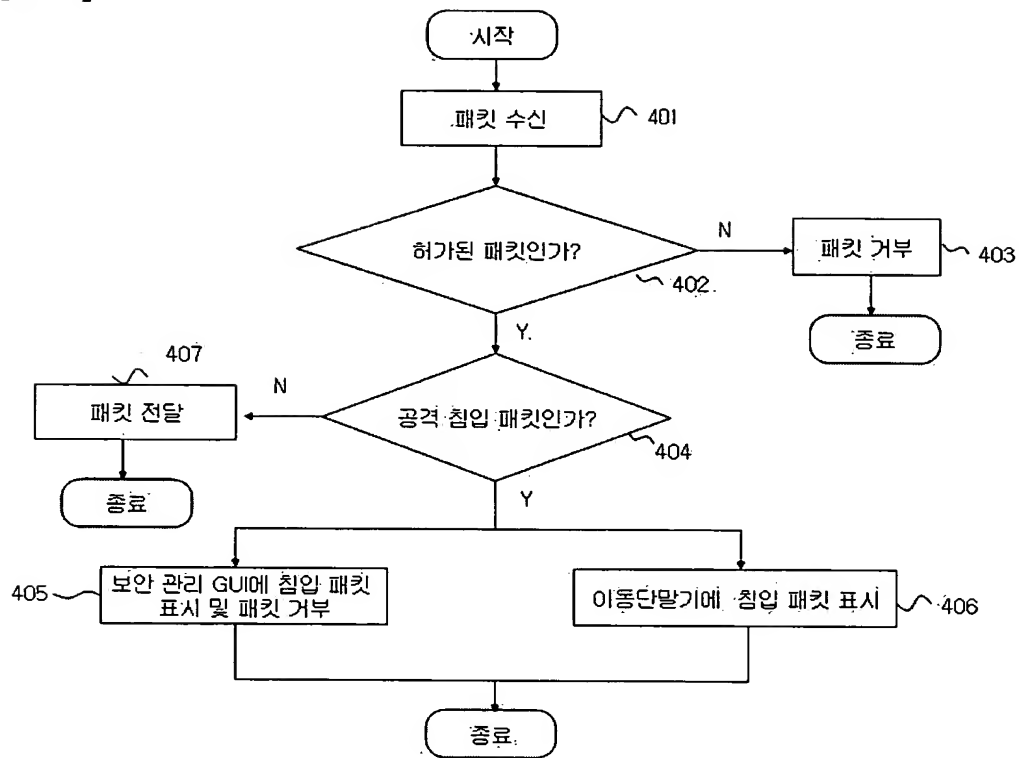 시작
패킷 수신
401
허가된 패킷인가?
402
N
패킷 거부
403
종료
Y
407
N
패킷 전달
공격 침입 패킷인가?
404
종료
Y
405
보안 관리 GUI에 침입 패킷
표시 및 패킷 거부
이동단말기에 침입 패킷 표시
406
종료